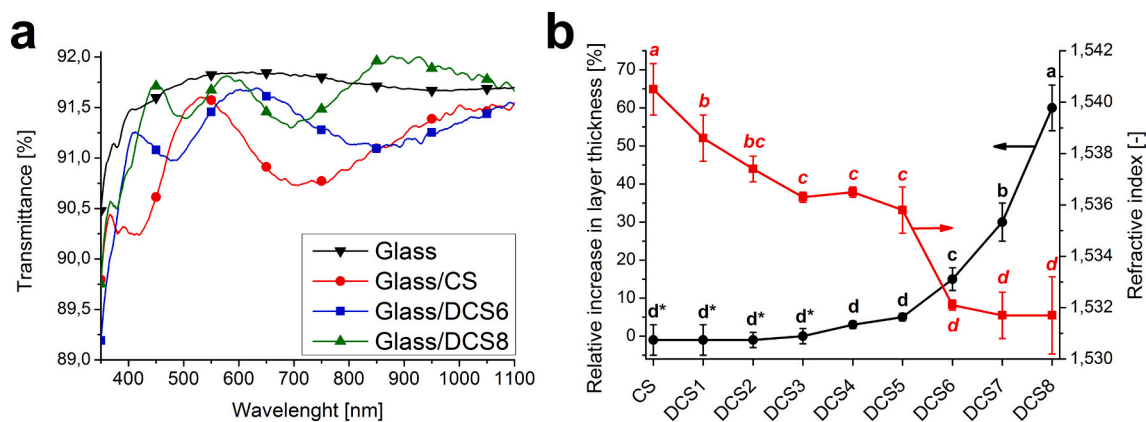 a
Transmittance [%]
92,0
91,5
91,0
90,5
90,0
89,5
89,0
400 500 600 700 800 900 1000 1100
Wavelenght [nm]
Glass
Glass/CS
Glass/DCS6
Glass/DCS8
b
Relative increase in layer thickness [%]
70
60
50
40
30
20
10
0
a
b
bc
c
c
c
d
d
d
d*
d*
d*
d*
d
d
c
b
a
1,542
1,540
1,538
1,536
1,534
1,532
1,530
Refractive index [-]
CS
DCS1
DCS2
DCS3
DCS4
DCS5
DCS6
DCS7
DCS8